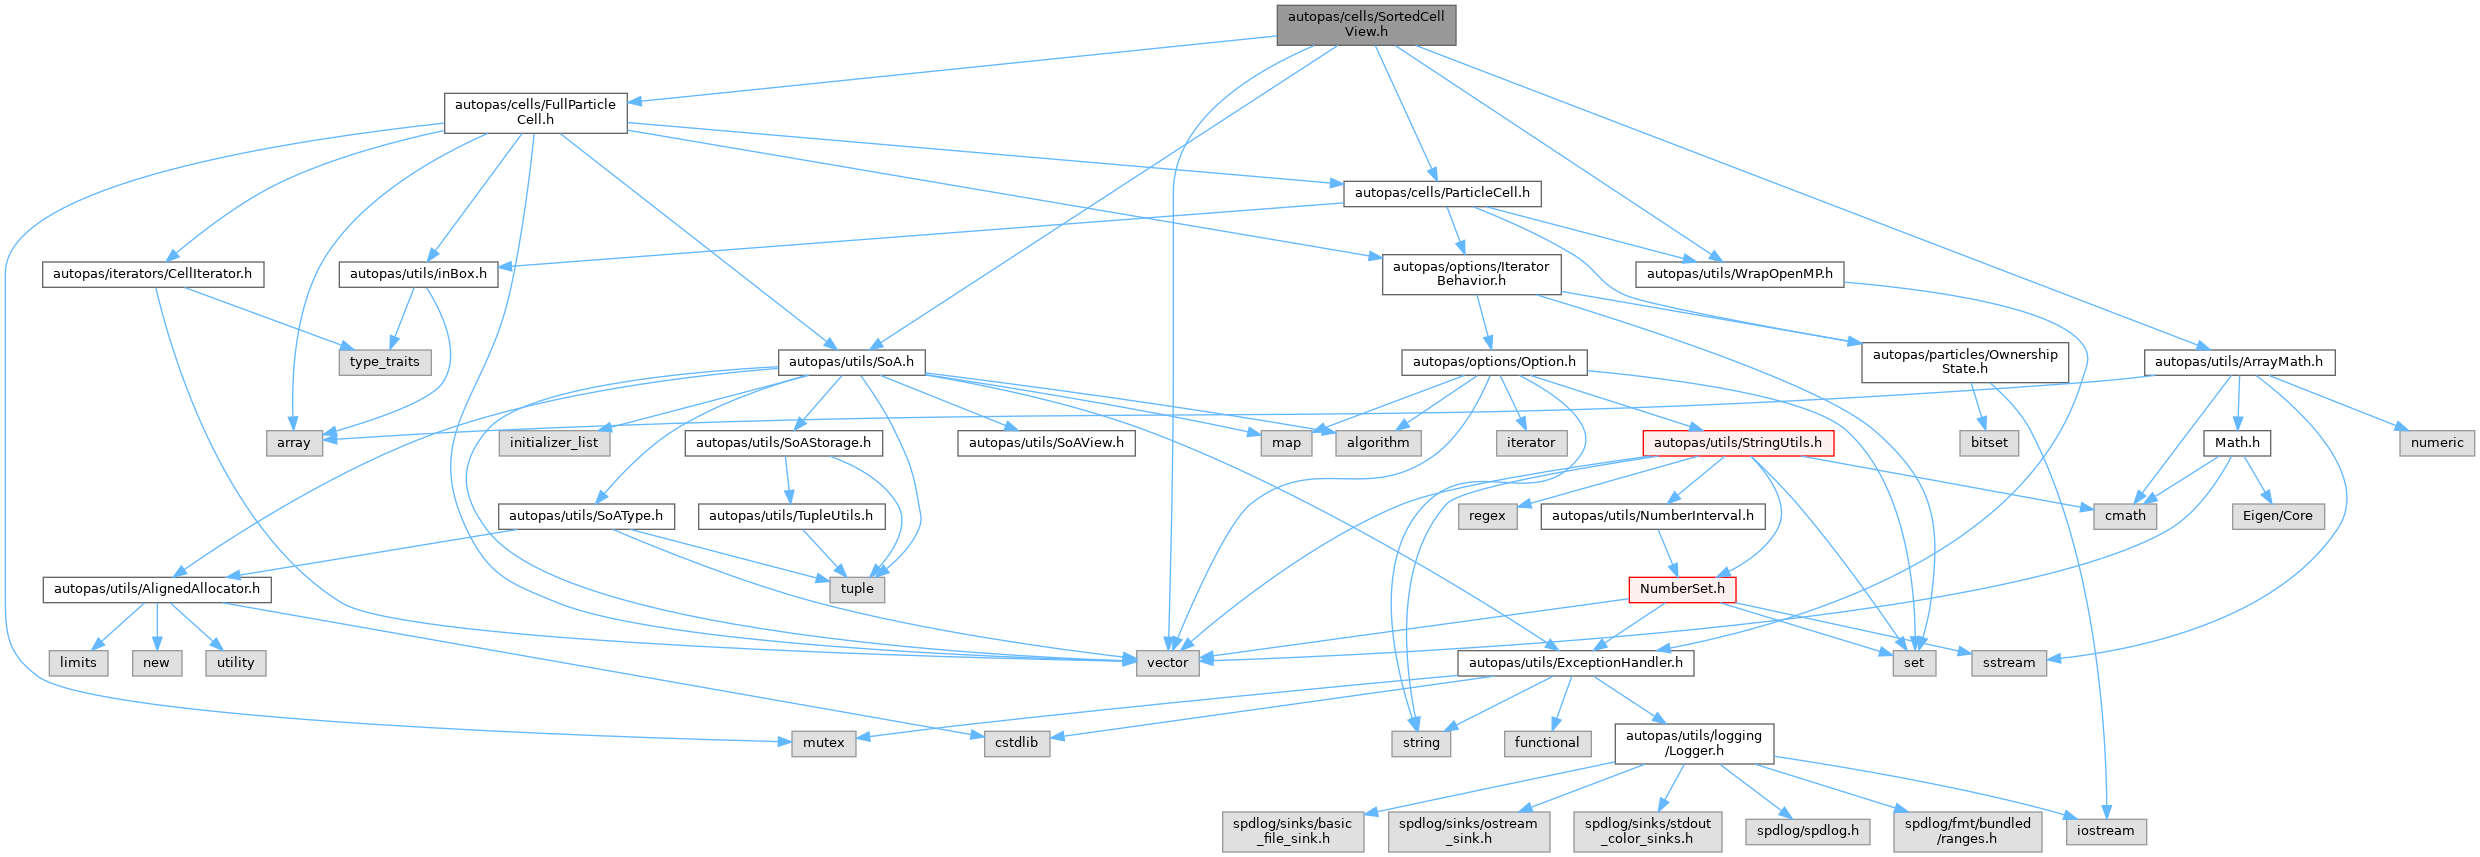 autopas/cells/SortedCell
View.h
autopas/cells/FullParticle
Cell.h
autopas/cells/ParticleCell.h
autopas/iterators/CellIterator.h
autopas/utils/inBox.h
autopas/options/Iterator
Behavior.h
autopas/utils/WrapOpenMP.h
type_traits
autopas/utils/SoA.h
autopas/options/Option.h
autopas/particles/Ownership
State.h
autopas/utils/ArrayMath.h
array
initializer_list
autopas/utils/SoAStorage.h
autopas/utils/SoAView.h
map
algorithm
iterator
autopas/utils/StringUtils.h
bitset
Math.h
numeric
autopas/utils/SoAType.h
autopas/utils/TupleUtils.h
regex
autopas/utils/NumberInterval.h
cmath
Eigen/Core
autopas/utils/AlignedAllocator.h
tuple
NumberSet.h
limits
new
utility
vector
autopas/utils/ExceptionHandler.h
set
sstream
mutex
cstdlib
string
functional
autopas/utils/logging
/Logger.h
spdlog/sinks/basic
_file_sink.h
spdlog/sinks/ostream
_sink.h
spdlog/sinks/stdout
_color_sinks.h
spdlog/spdlog.h
spdlog/fmt/bundled
/ranges.h
iostream